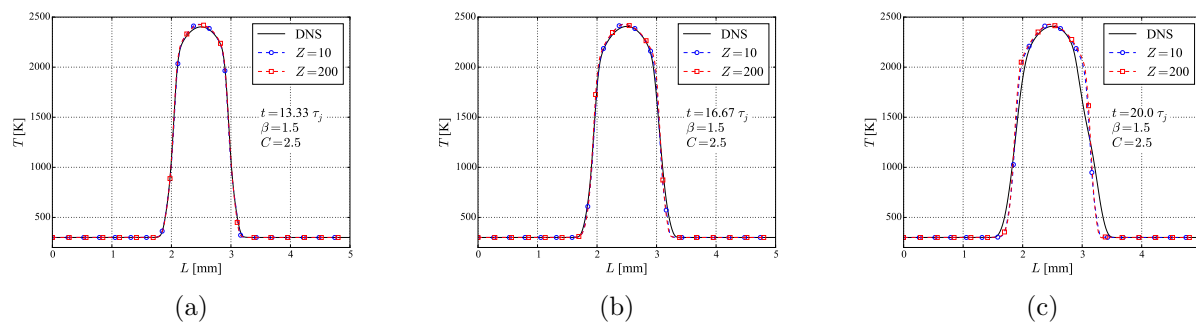 2500
2000
1500
1000
500
T [K]
DNS
Z=10
Z=200
t=13.33 τj
β=1.5
C=2.5
0 1 2 3 4 5
L [mm]
(a)
2500
2000
1500
1000
500
T [K]
DNS
Z=10
Z=200
t=16.67 τj
β=1.5
C=2.5
0 1 2 3 4 5
L [mm]
(b)
2500
2000
1500
1000
500
T [K]
DNS
Z=10
Z=200
t=20.0 τj
β=1.5
C=2.5
0 1 2 3 4
L [mm]
(c)